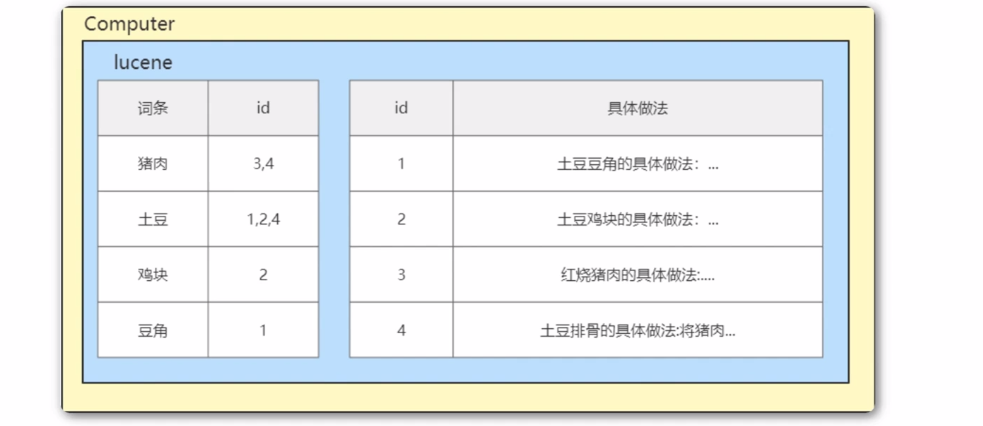 Computer
lucene
词条 id
猪肉 3,4
土豆 1,2,4
鸡块 2
豆角 1
id 具体做法
1 土豆豆角的具体做法：...
2 土豆鸡块的具体做法：...
3 红烧猪肉的具体做法:....
4 土豆排骨的具体做法:将猪肉...